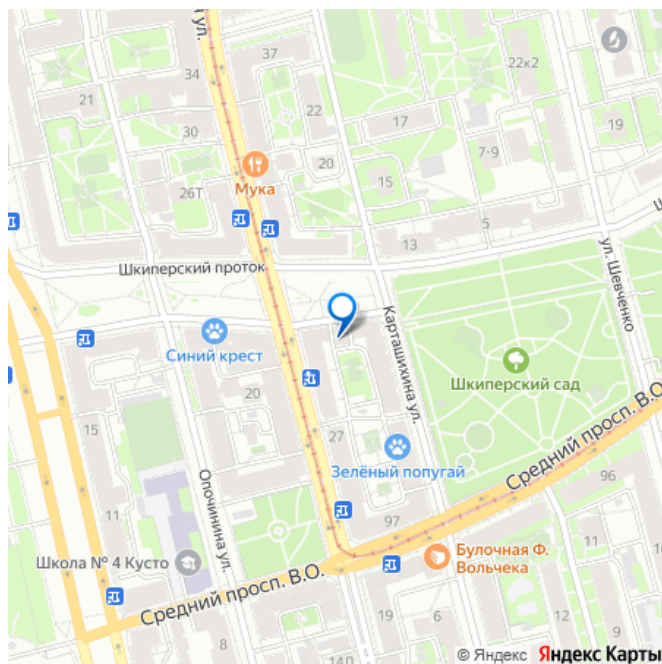 ул.
37
34
22к2
21
22
17
19
30
7-9
20
Мука
26Т
15
5
13
Шкиперский проток
ул. Шевченко
Карташихина ул.
Синий крест
Шкиперский сад
20
15
27
Зелёный попугай
Средний просп. В.О.
96
Опочинина ул.
11
97
11
Булочная Ф.
Вольчека
Школа № 4 Кусто
Средний просп. В.О.
12
19
9
6
8
© Яндекс Яндекс Карты